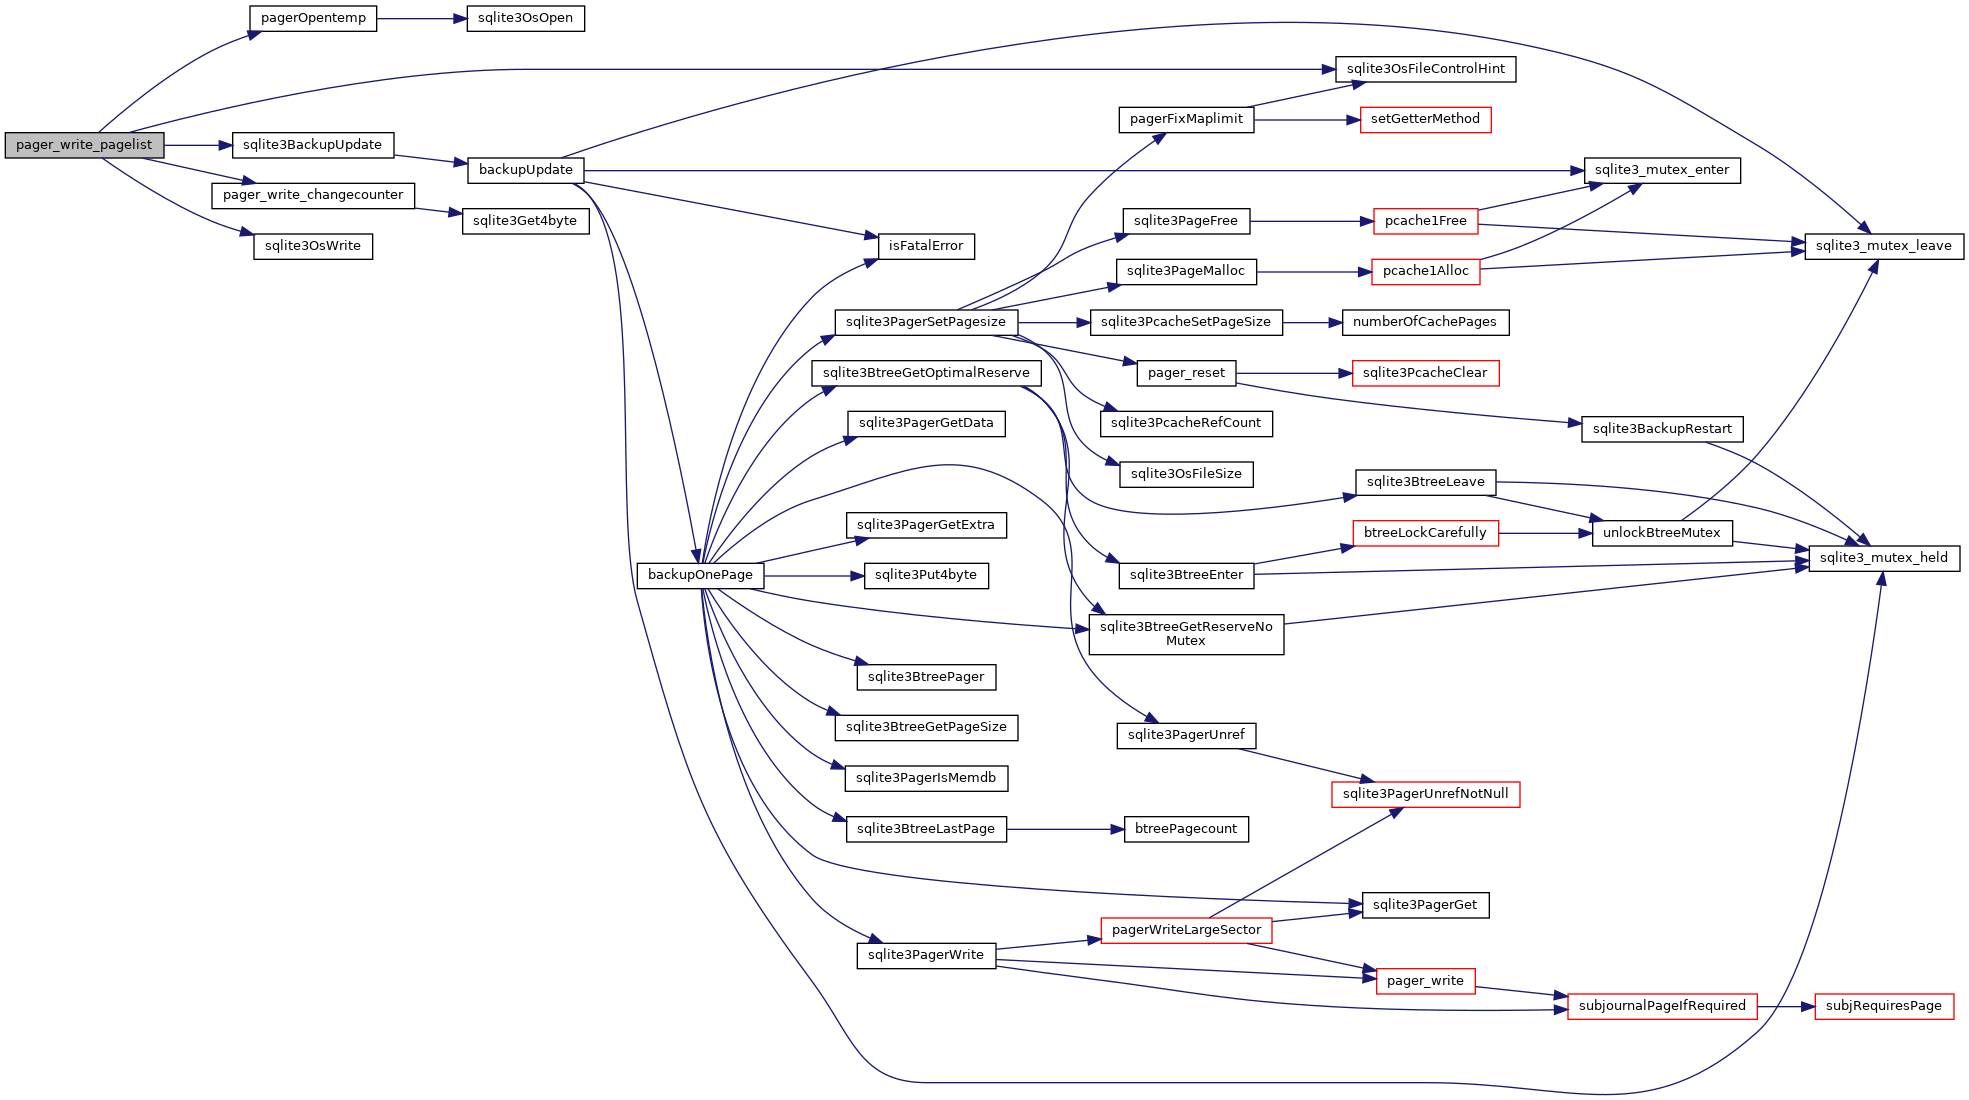 pagerOpentemp
sqlite3OsOpen
sqlite3OsFileControlHint
pagerFixMaplimit
setGetterMethod
pager_write_pagelist
sqlite3BackupUpdate
backupUpdate
sqlite3_mutex_enter
pager_write_changecounter
sqlite3Get4byte
sqlite3PageFree
pcache1Free
sqlite3OsWrite
isFatalError
sqlite3_mutex_leave
sqlite3PageMalloc
pcache1Alloc
sqlite3PagerSetPagesize
sqlite3PcacheSetPageSize
numberOfCachePages
sqlite3BtreeGetOptimalReserve
pager_reset
sqlite3PcacheClear
sqlite3PagerGetData
sqlite3PcacheRefCount
sqlite3BackupRestart
sqlite3OsFileSize
sqlite3BtreeLeave
sqlite3PagerGetExtra
btreeLockCarefully
unlockBtreeMutex
sqlite3_mutex_held
backupOnePage
sqlite3Put4byte
sqlite3BtreeEnter
sqlite3BtreeGetReserveNo
Mutex
sqlite3BtreePager
sqlite3BtreeGetPageSize
sqlite3PagerUnref
sqlite3PagerIsMemdb
sqlite3PagerUnrefNotNull
sqlite3BtreeLastPage
btreePagecount
sqlite3PagerGet
pagerWriteLargeSector
sqlite3PagerWrite
pager_write
subjournalPageIfRequired
subjRequiresPage